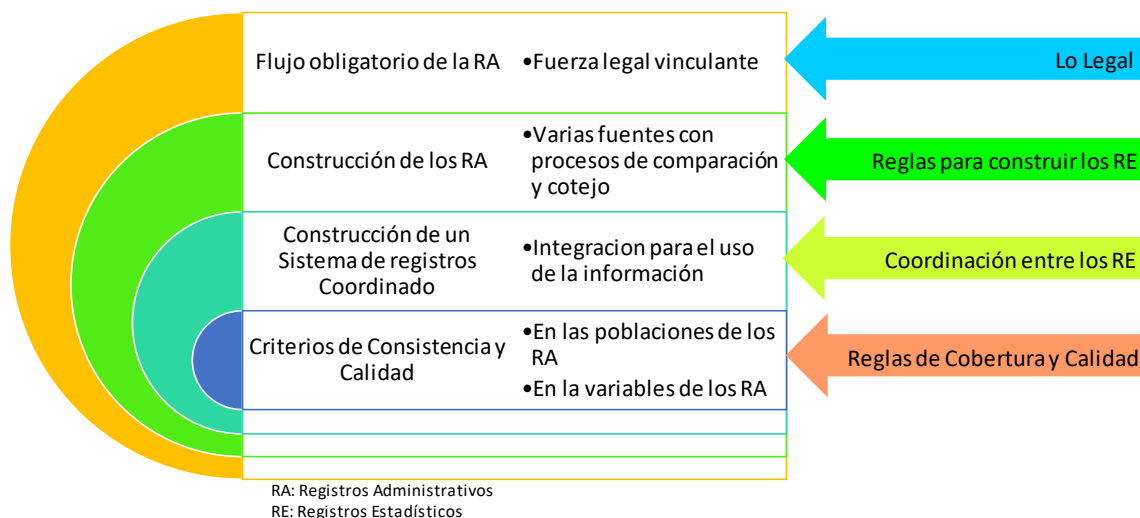 Flujo obligatorio de la RA
•Fuerza legal vinculante
Lo Legal
Construcción de los RA
•Varias fuentes con
procesos de comparación
y cotejo
Reglas para construir los RE
Construcción de un
Sistema de registros
Coordinado
•Integracion para el uso
de la información
Coordinación entre los RE
Criterios de Consistencia y
Calidad
•En las poblaciones de los
RA
•En la variables de los RA
Reglas de Cobertura y Calidad
RA: Registros Administrativos
RE: Registros Estadísticos